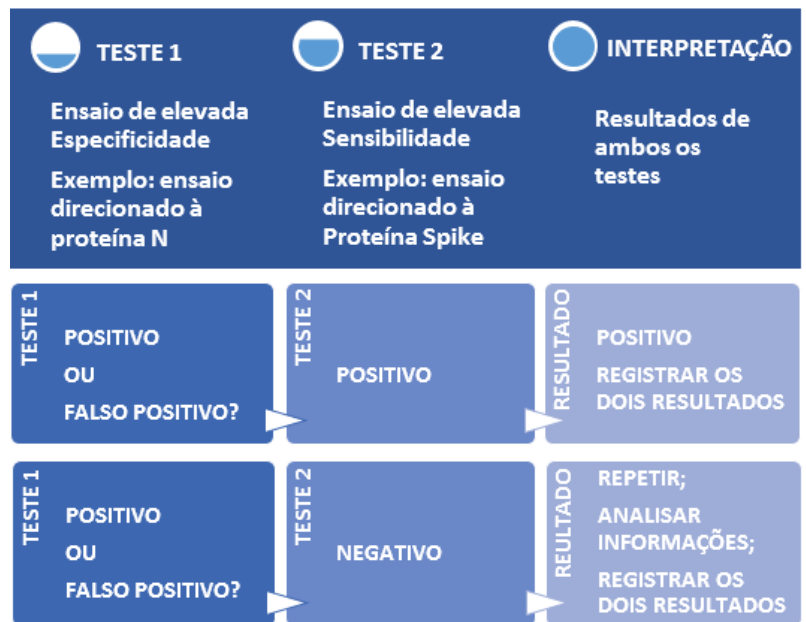 TESTE 1
Ensaio de elevada
Especificidade
Exemplo: ensaio
direcionado à
proteína N
TESTE 2
Ensaio de elevada
Sensibilidade
Exemplo: ensaio
direcionado à
Proteína Spike
INTERPRETAÇÃO
Resultados de
ambos os
testes
TESTE 1
POSITIVO
OU
FALSO POSITIVO?
TESTE 2
POSITIVO
RESULTADO
POSITIVO
REGISTRAR OS
DOIS RESULTADOS
TESTE 1
POSITIVO
OU
FALSO POSITIVO?
TESTE 2
NEGATIVO
REULTADO
REPETIR;
ANALISAR
INFORMAÇÕES;
REGISTRAR OS
DOIS RESULTADOS